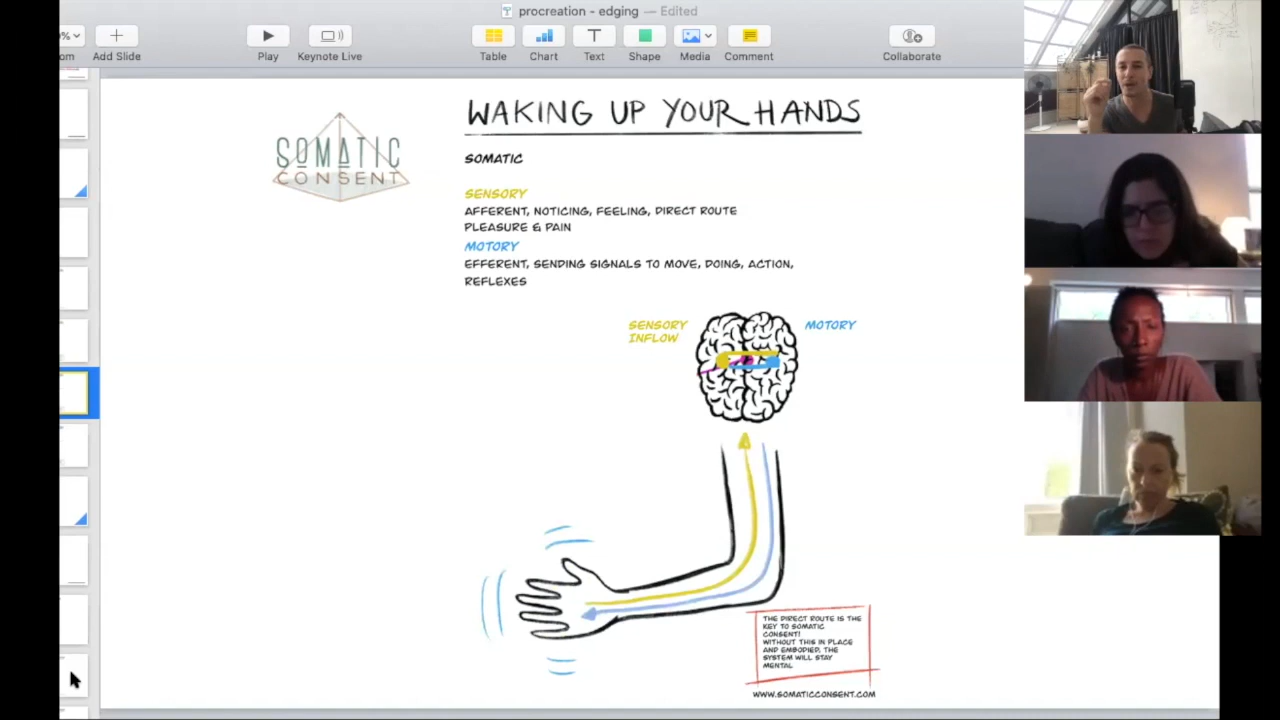 procreation - edging — Edited
0%
om
Add Slide
Play
Keynote Live
Table
Chart
Text
Shape
Media
Comment
Collaborate
WAKING UP YOUR HANDS
SOMATIC
CONSENT
SOMATIC
SENSORY
AFFERENT, NOTICING, FEELING, DIRECT ROUTE
PLEASURE & PAIN
MOTORY
EFFERENT, SENDING SIGNALS TO MOVE, DOING, ACTION,
REFLEXES
SENSORY
INFLOW
MOTORY
THE DIRECT ROUTE IS THE
KEY TO SOMATIC
CONSENT!
WITHOUT THIS IN PLACE
AND EMBODIED, THE
SYSTEM WILL STAY
MENTAL
WWW.SOMATICCONSENT.COM